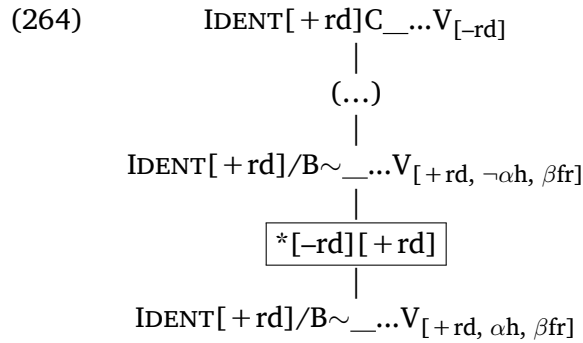 (264) IDENT[+rd]C__...V[–rd]
(...)
IDENT[+rd]/B~__...V[+rd, ¬αh, βfr]
*[–rd][+rd]
IDENT[+rd]/B~__...V[+rd, αh, βfr]